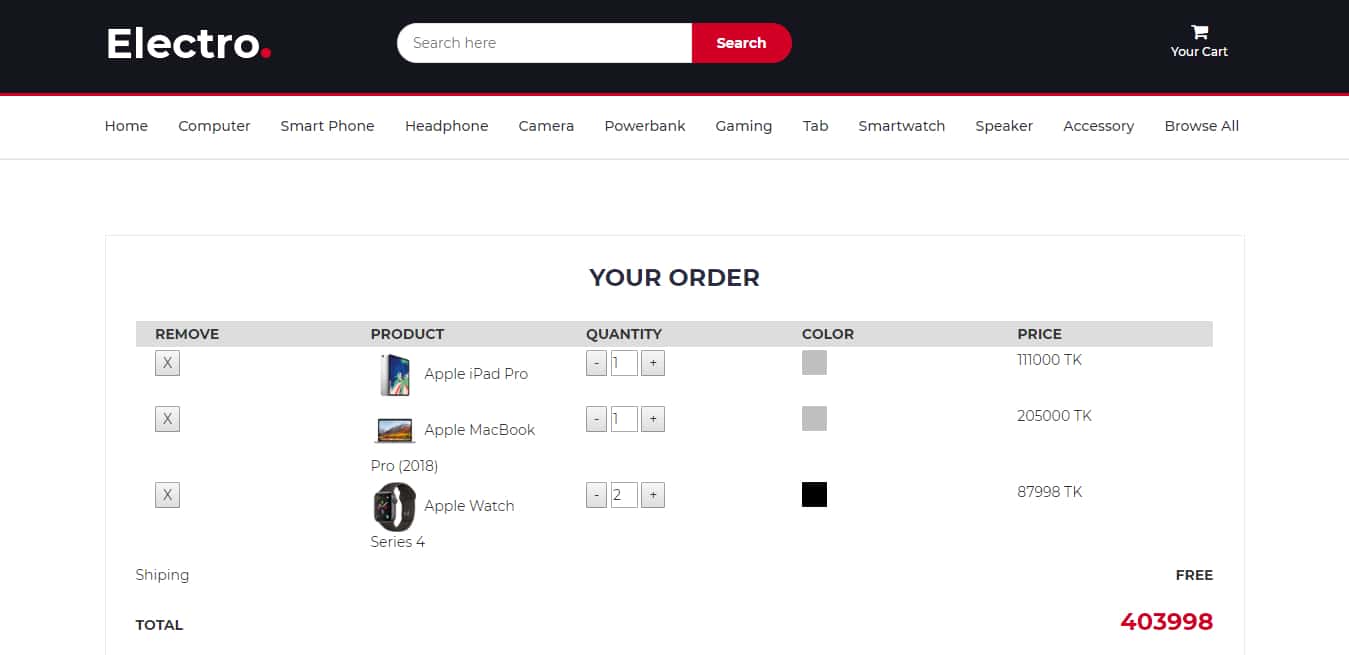 Electro.
Search here
Search
Your Cart
Home Computer Smart Phone Headphone Camera Powerbank Gaming Tab Smartwatch Speaker Accessory Browse All
YOUR ORDER
REMOVE PRODUCT QUANTITY COLOR PRICE
X Apple iPad Pro - 1 + 111000 TK
X Apple MacBook - 1 + 205000 TK
Pro (2018)
X Apple Watch - 2 + 87998 TK
Series 4
Shiping FREE
TOTAL 403998